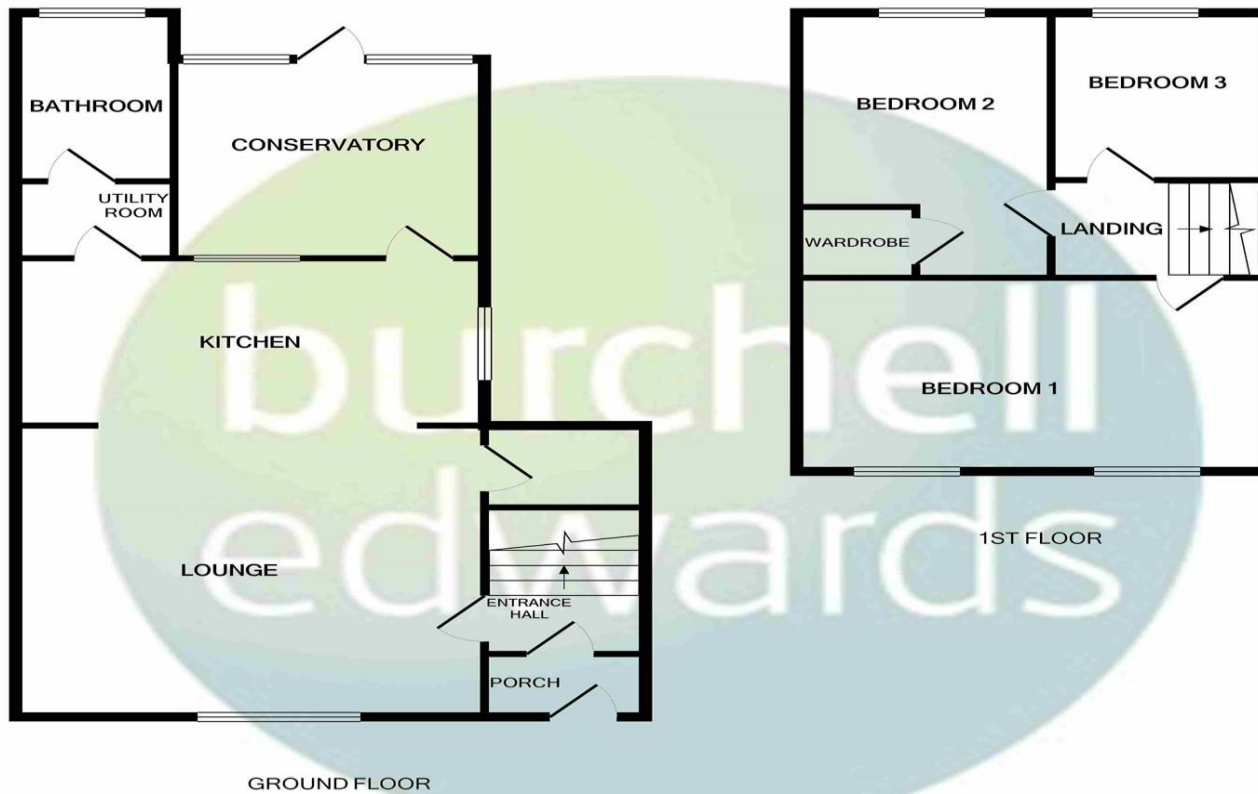 BATHROOM
CONSERVATORY
UTILITY
ROOM
KITCHEN
LOUNGE
ENTRANCE
HALL
PORCH
GROUND FLOOR
BEDROOM 2
BEDROOM 3
WARDROBE
LANDING
BEDROOM 1
1ST FLOOR
burchell
edwards